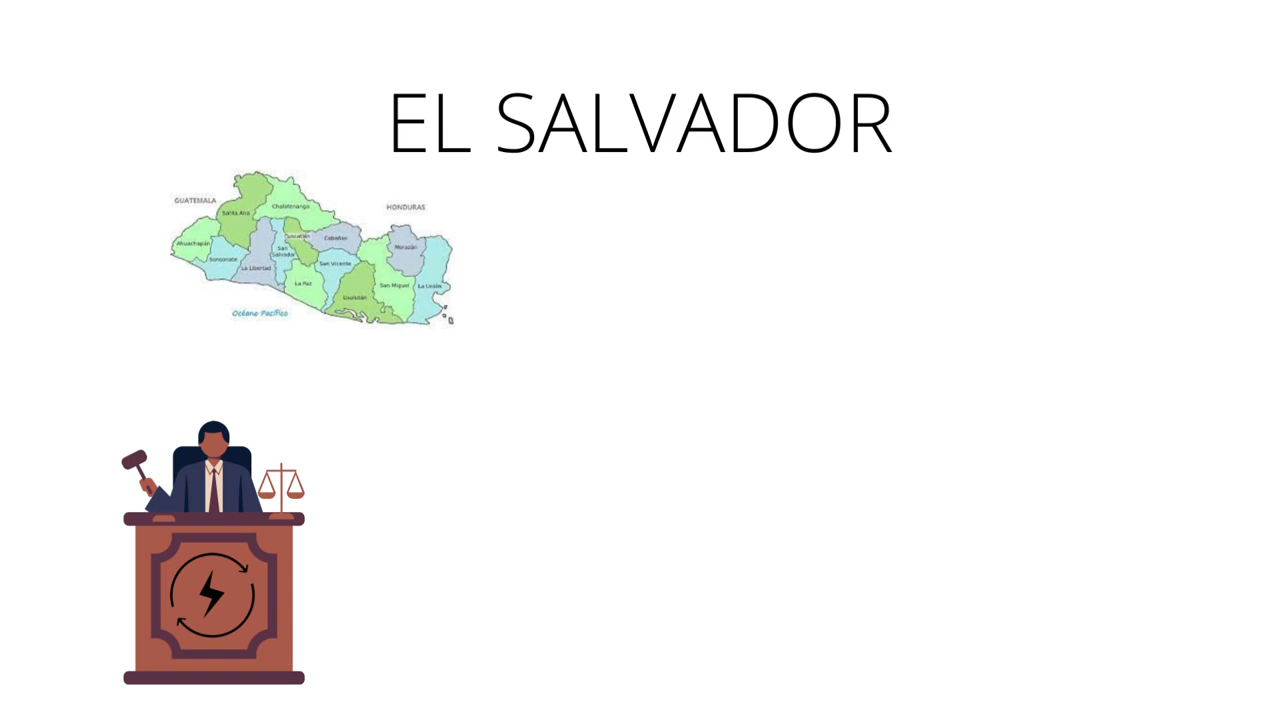 EL SALVADOR
GUATEMALA
HONDURAS
Santa Ana
Chalatenango
Ahuachapán
Sonsonate
La Libertad
San
Salvador
Cuscatlán
Cabañas
Morazán
San Vicente
La Paz
Usulután
San Miguel
La Unión
Océano Pacífico